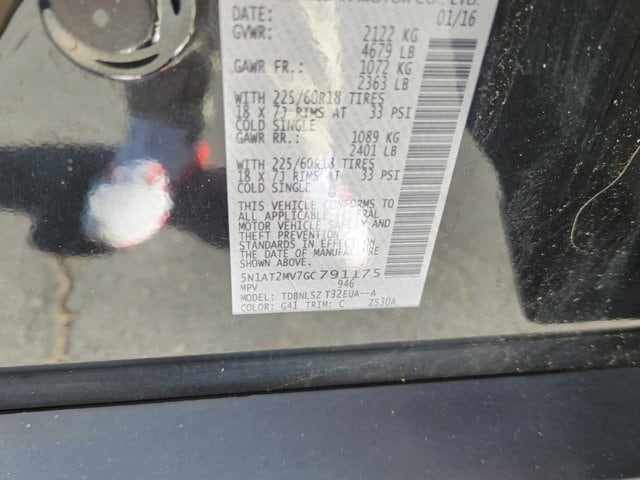 MOTOR CO., LTD.
DATE: 01/16
GVWR: 2122 KG
4679 LB
GAWR FR.: 1072 KG
2363 LB
WITH 225/60R18 TIRES
18 X 7J RIMS AT 33 PSI
COLD SINGLE
GAWR RR.: 1089 KG
2401 LB
WITH 225/60R18 TIRES
18 X 7J RIMS AT 33 PSI
COLD SINGLE
THIS VEHICLE CONFORMS TO
ALL APPLICABLE FEDERAL
MOTOR VEHICLE SAFETY AND
THEFT PREVENTION
STANDARDS IN EFFECT ON
THE DATE OF MANUFACTURE
SHOWN ABOVE.
5N1AT2MV7GC791175
MPV 946
MODEL: TDBNLSZ T32EUA--A
COLOR: G41 TRIM: C ZS30A